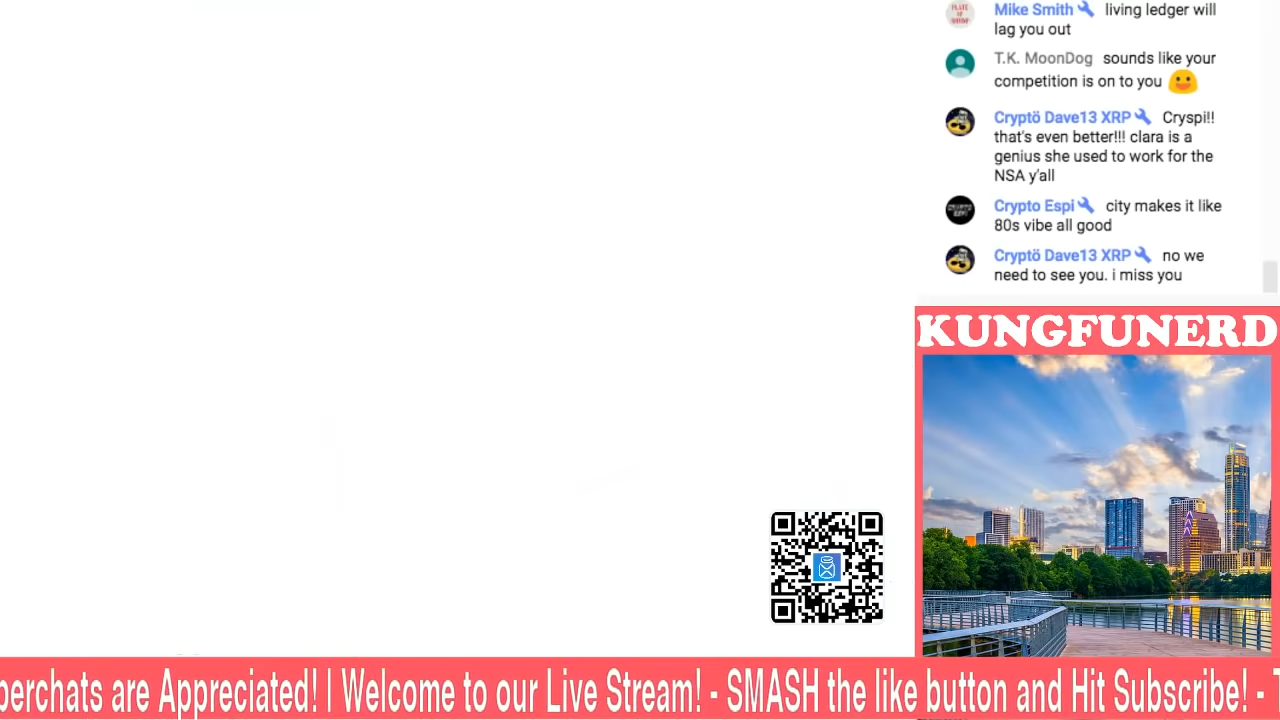 Mike Smith living ledger will
lag you out
T.K. MoonDog sounds like your
competition is on to you
Cryptö Dave13 XRP Cryspi!!
that's even better!!! clara is a
genius she used to work for the
NSA y'all
Crypto Espi city makes it like
80s vibe all good
Cryptö Dave13 XRP no we
need to see you. i miss you
KUNGFUNERD
perchats are Appreciated! | Welcome to our Live Stream! - SMASH the like button and Hit Subscribe! -